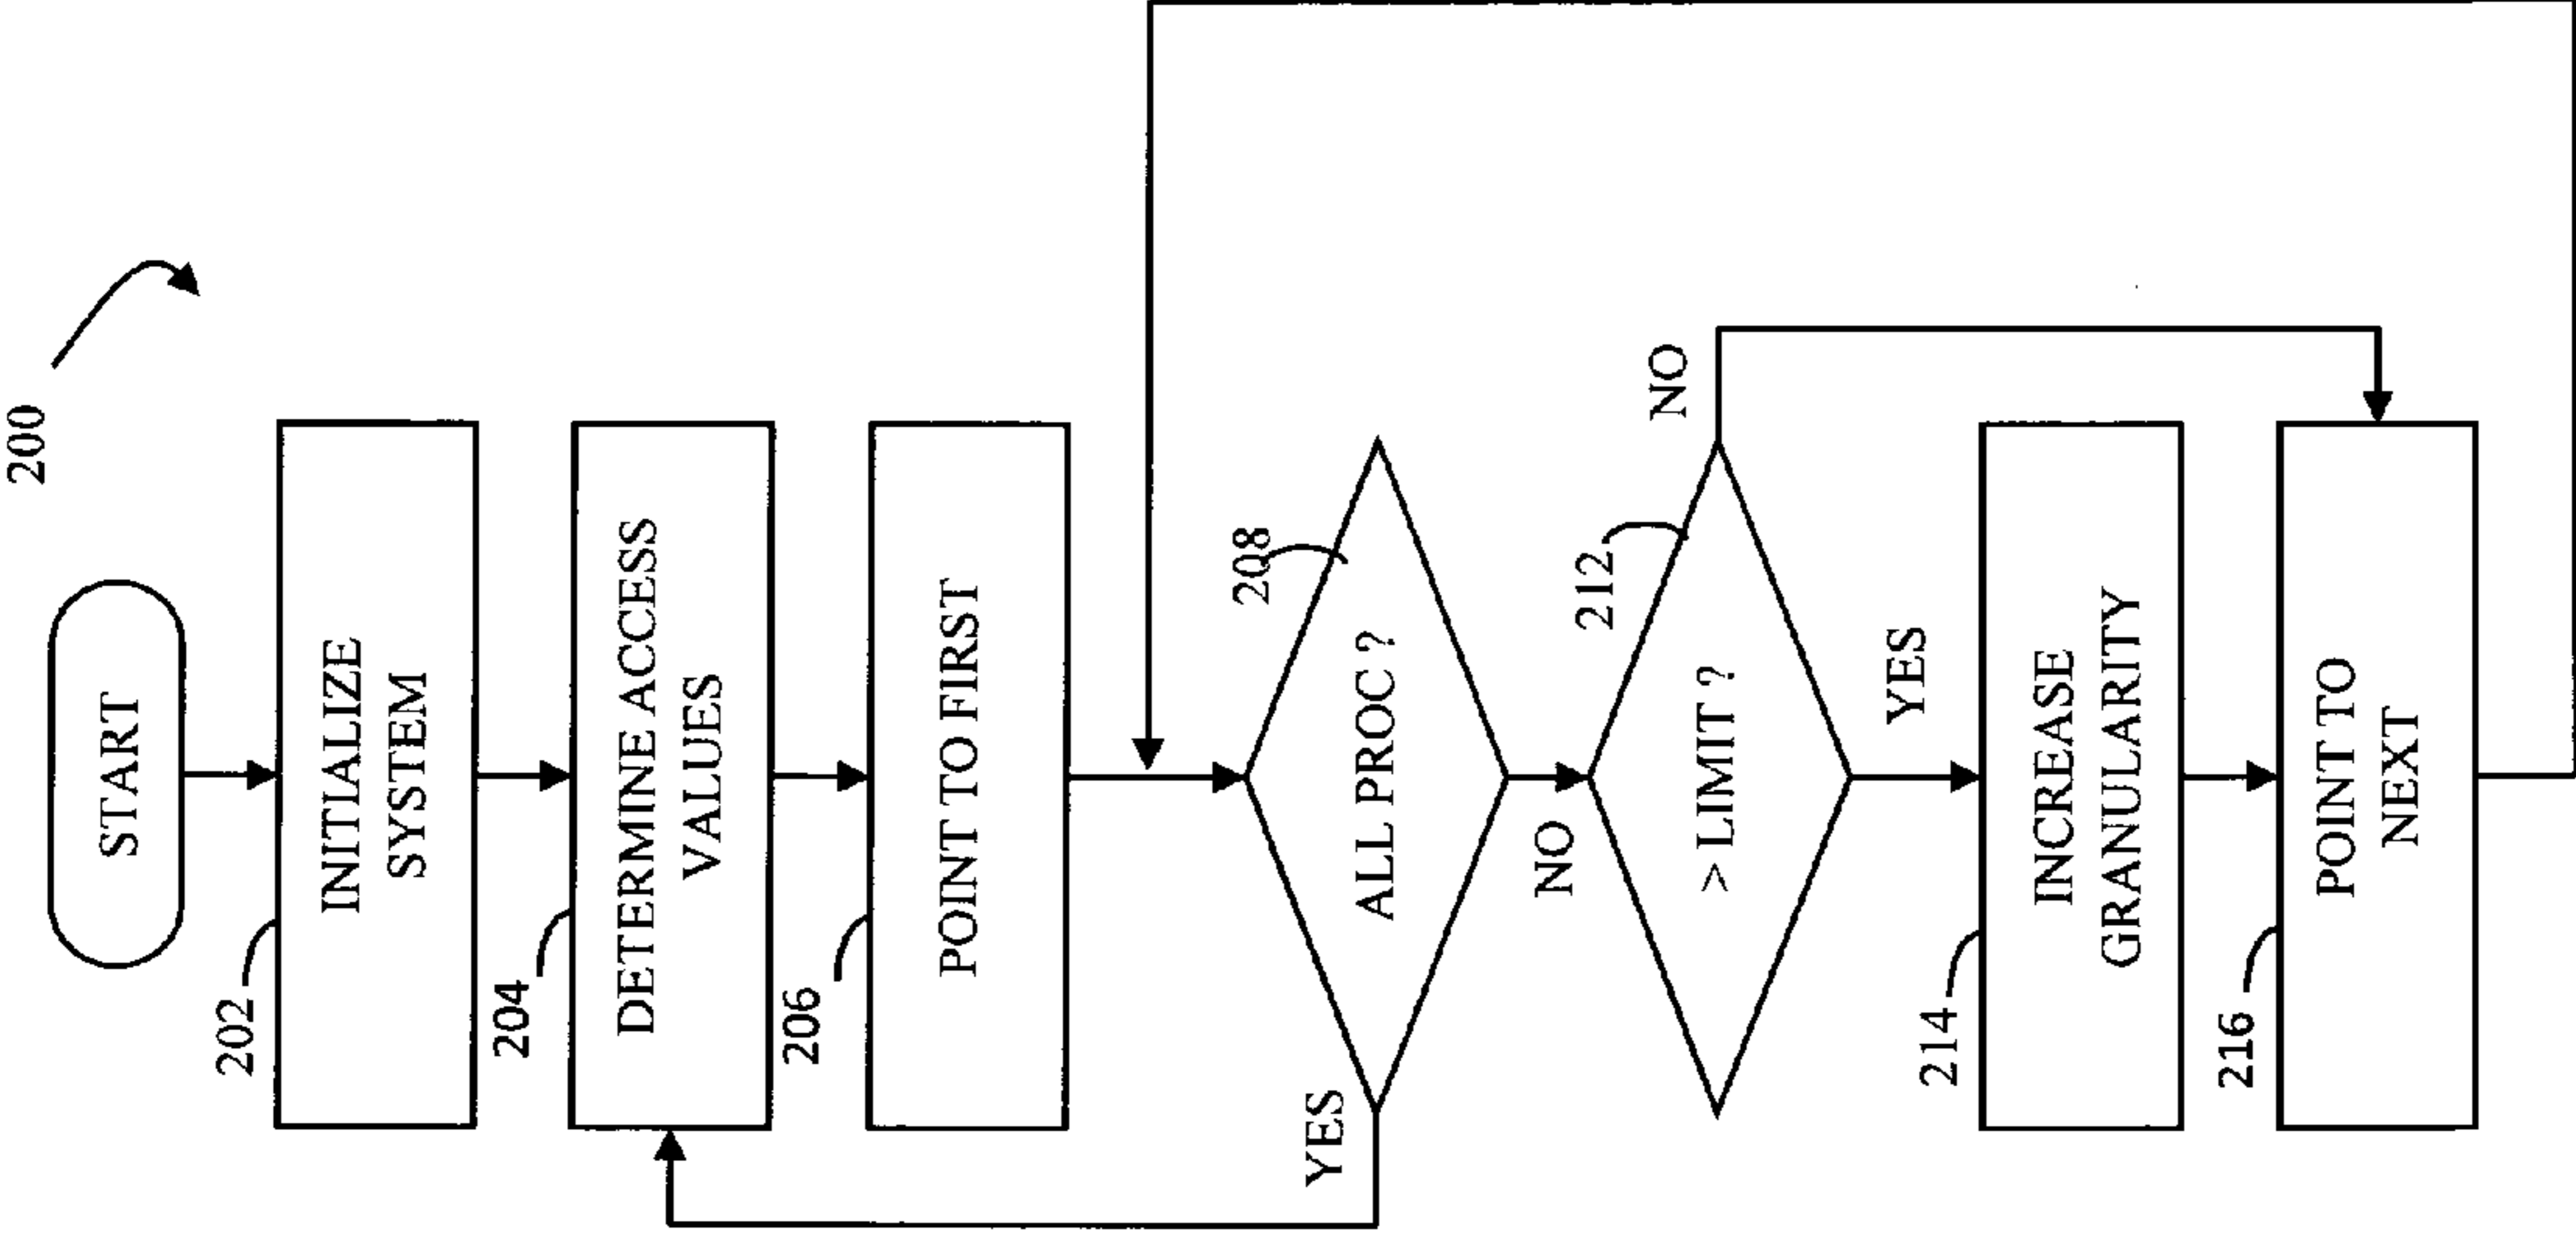 200
START
202
INITIALIZE
SYSTEM
204
DETERMINE ACCESS
VALUES
206
POINT TO FIRST
208
ALL PROC ?
YES
NO
212
> LIMIT ?
NO
YES
214
INCREASE
GRANULARITY
216
POINT TO
NEXT